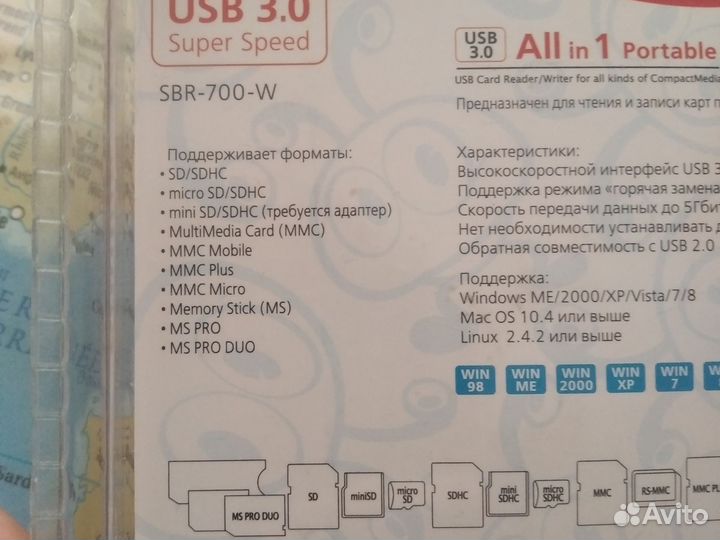 USB 3.0
Super Speed
SBR-700-W
USB 3.0
All in 1 Portable
USB Card Reader/Writer for all kinds of CompactMedia
Предназначен для чтения и записи карт
Поддерживает форматы:
• SD/SDHC
• micro SD/SDHC
• mini SD/SDHC (требуется адаптер)
• MultiMedia Card (MMC)
• MMC Mobile
• MMC Plus
• MMC Micro
• Memory Stick (MS)
• MS PRO
• MS PRO DUO
Характеристики:
Высокоскоростной интерфейс USB 3
Поддержка режима «горячая замена
Скорость передачи данных до 5Гбит
Нет необходимости устанавливать д
Обратная совместимость с USB 2.0
Поддержка:
Windows ME/2000/XP/Vista/7/8
Mac OS 10.4 или выше
Linux 2.4.2 или выше
WIN 98
WIN ME
WIN 2000
WIN XP
WIN 7
MS PRO DUO
SD
miniSD
micro SD
SDHC
mini SDHC
micro SDHC
MMC
RS-MMC
MMC PL
Avito